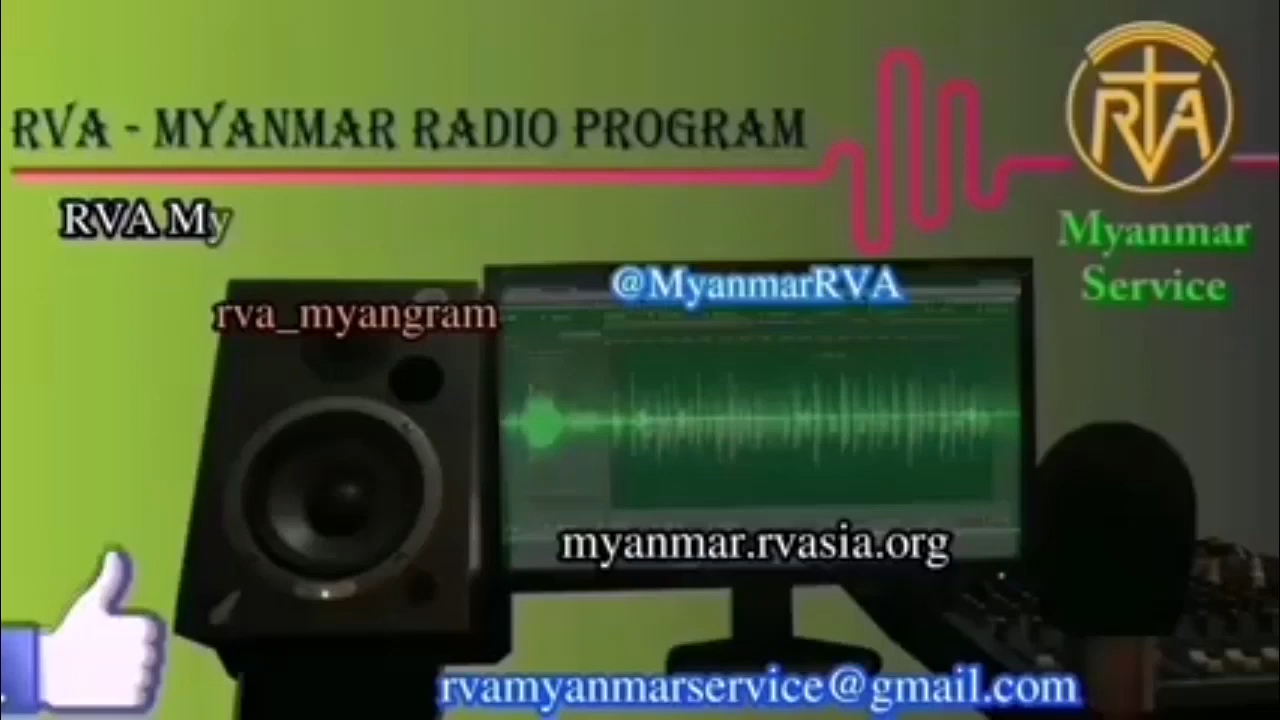 RVA - MYANMAR RADIO PROGRAM
RVA
Myanmar
Service
RVA My
@MyanmarRVA
rva_myangram
myanmar.rvasia.org
rvamyanmarservice@gmail.com